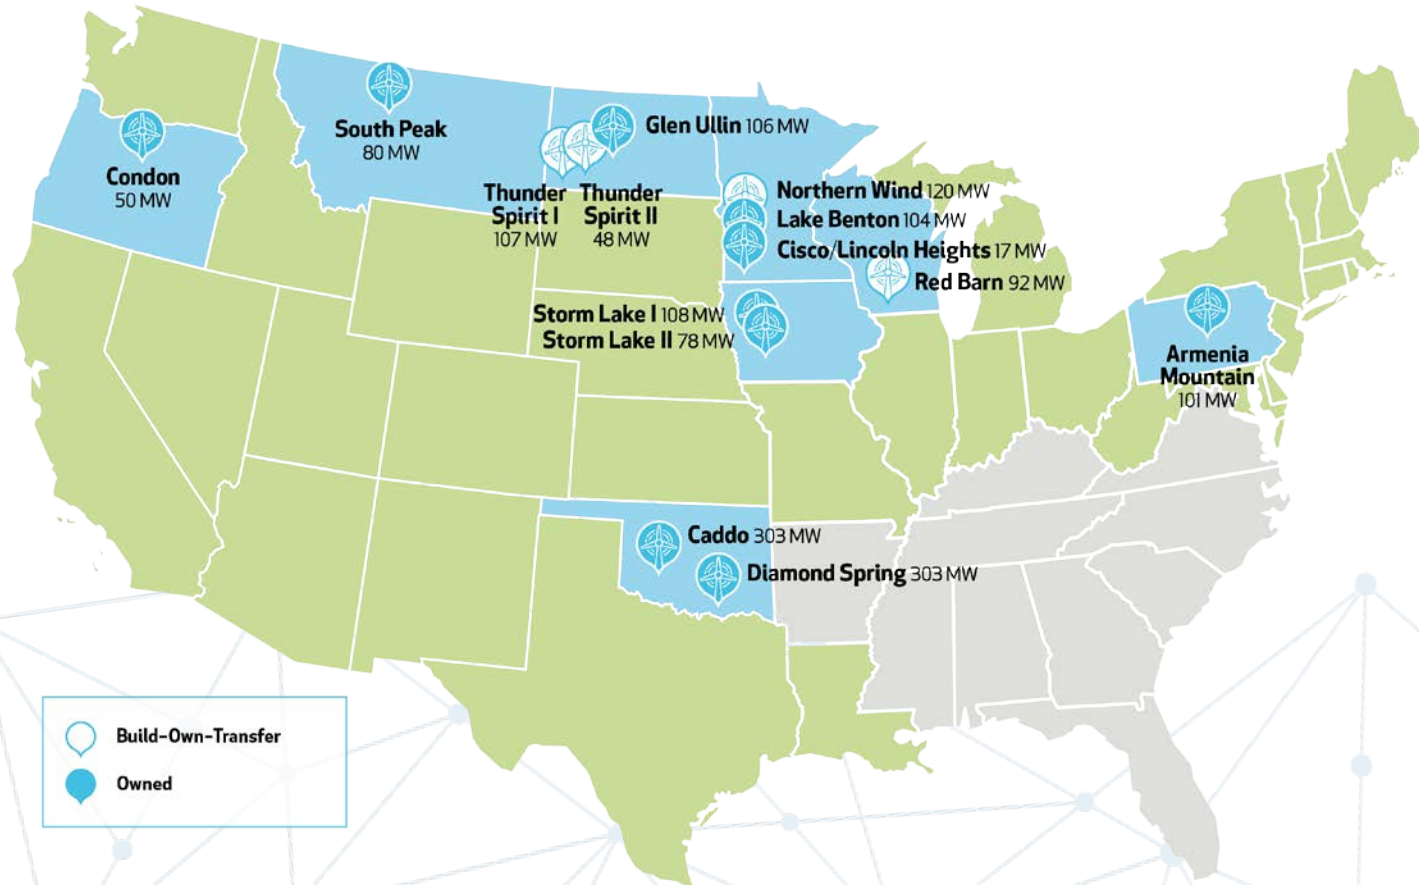 South Peak
80 MW
Condon
50 MW
Glen Ullin 106 MW
Thunder
Spirit I
107 MW
Thunder
Spirit II
48 MW
Northern Wind 120 MW
Lake Benton 104 MW
Cisco/Lincoln Heights 17 MW
Red Barn 92 MW
Storm Lake I 108 MW
Storm Lake II 78 MW
Armenia
Mountain
101 MW
Caddo 303 MW
Diamond Spring 303 MW
Build-Own-Transfer
Owned